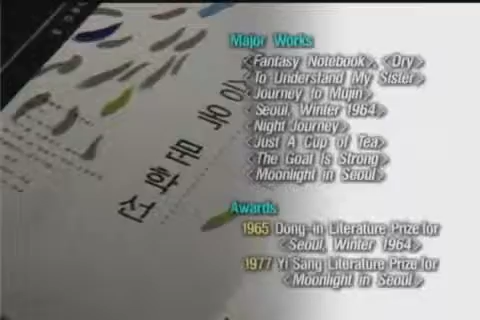 Major Works
<Fantasy Notebook>, <Dry>
<To Understand My Sister>
<Journey to Mujin>
<Seoul, Winter 1964>
<Night Journey>
<Just A Cup of Tea>
<The Goal Is Strong>
<Moonlight in Seoul>
Awards
1965 Dong-in Literature Prize for
<Seoul, Winter 1964>
1977 Yi Sang Literature Prize for
<Moonlight in Seoul>